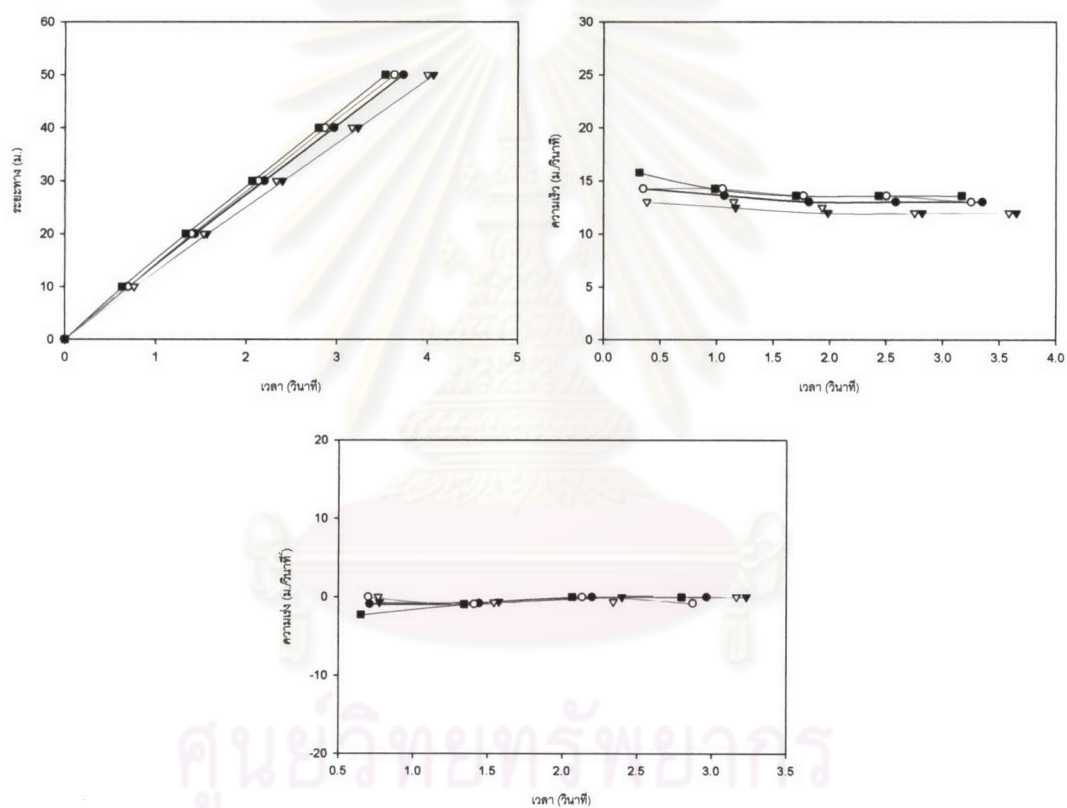 60
50
40
30
20
10
0
ระยะทาง (ม.)
0 1 2 3 4 5
เวลา (วินาที)
30
25
20
15
10
5
0
ความเร็ว (ม./วินาที)
0.0 0.5 1.0 1.5 2.0 2.5 3.0 3.5 4.0
เวลา (วินาที)
20
10
0
-10
-20
ความเร่ง (ม./วินาที²)
0.5 1.0 1.5 2.0 2.5 3.0 3.5
เวลา (วินาที)
ศูนย์วิทยทรัพยากร